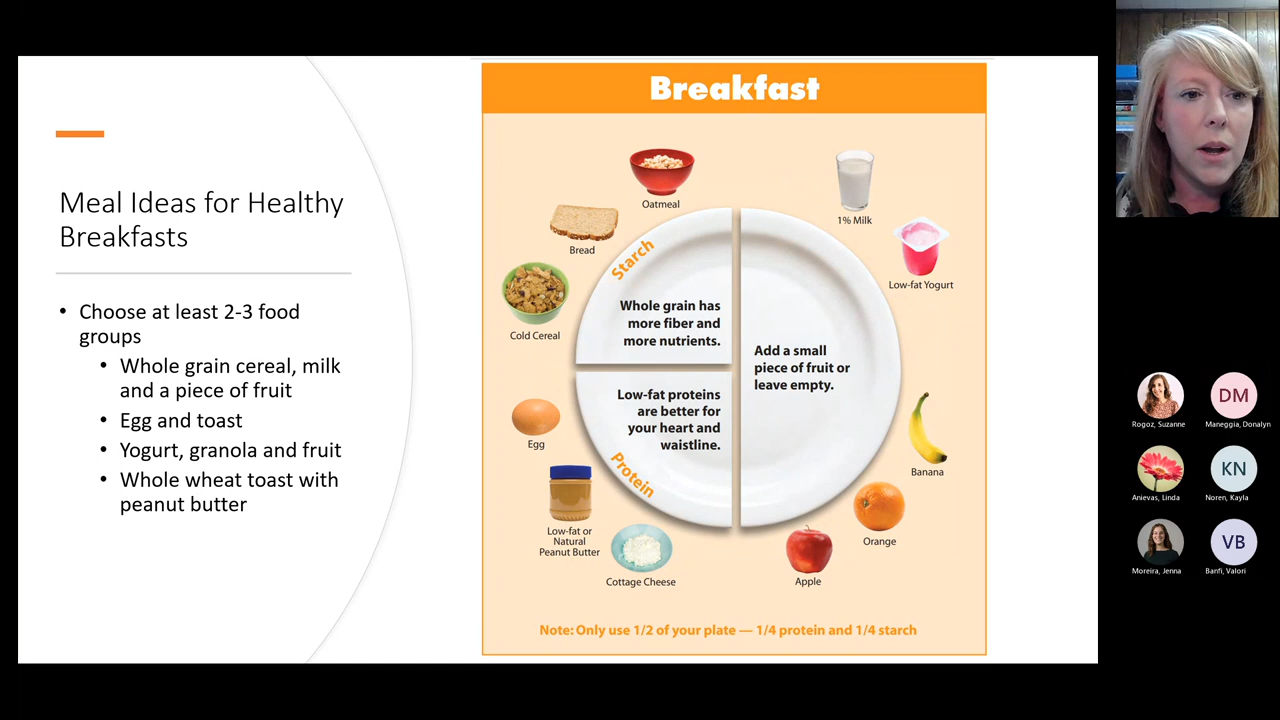 Meal Ideas for Healthy
Breakfasts
• Choose at least 2-3 food
groups
• Whole grain cereal, milk
and a piece of fruit
• Egg and toast
• Yogurt, granola and fruit
• Whole wheat toast with
peanut butter
Breakfast
Oatmeal
Bread
Cold Cereal
1% Milk
Low-fat Yogurt
Starch
Whole grain has
more fiber and
more nutrients.
Add a small
piece of fruit or
leave empty.
Low-fat proteins
are better for
your heart and
waistline.
Protein
Egg
Low-fat or
Natural
Peanut Butter
Cottage Cheese
Banana
Orange
Apple
Note: Only use 1/2 of your plate — 1/4 protein and 1/4 starch
Rogoz, Suzanne
DM
Maneggia, Donalyn
Anievas, Linda
KN
Noren, Kayla
Moreira, Jenna
VB
Banfi, Valori